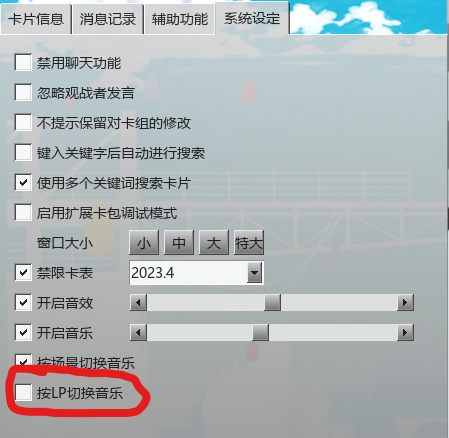 卡片信息 消息记录 辅助功能 系统设定
禁用聊天功能
忽略观战者发言
不提示保留对卡组的修改
键入关键字后自动进行搜索
使用多个关键词搜索卡片
启用扩展卡包调试模式
窗口大小 小 中 大 特大
禁限卡表 2023.4
开启音效
开启音乐
按场景切换音乐
按LP切换音乐